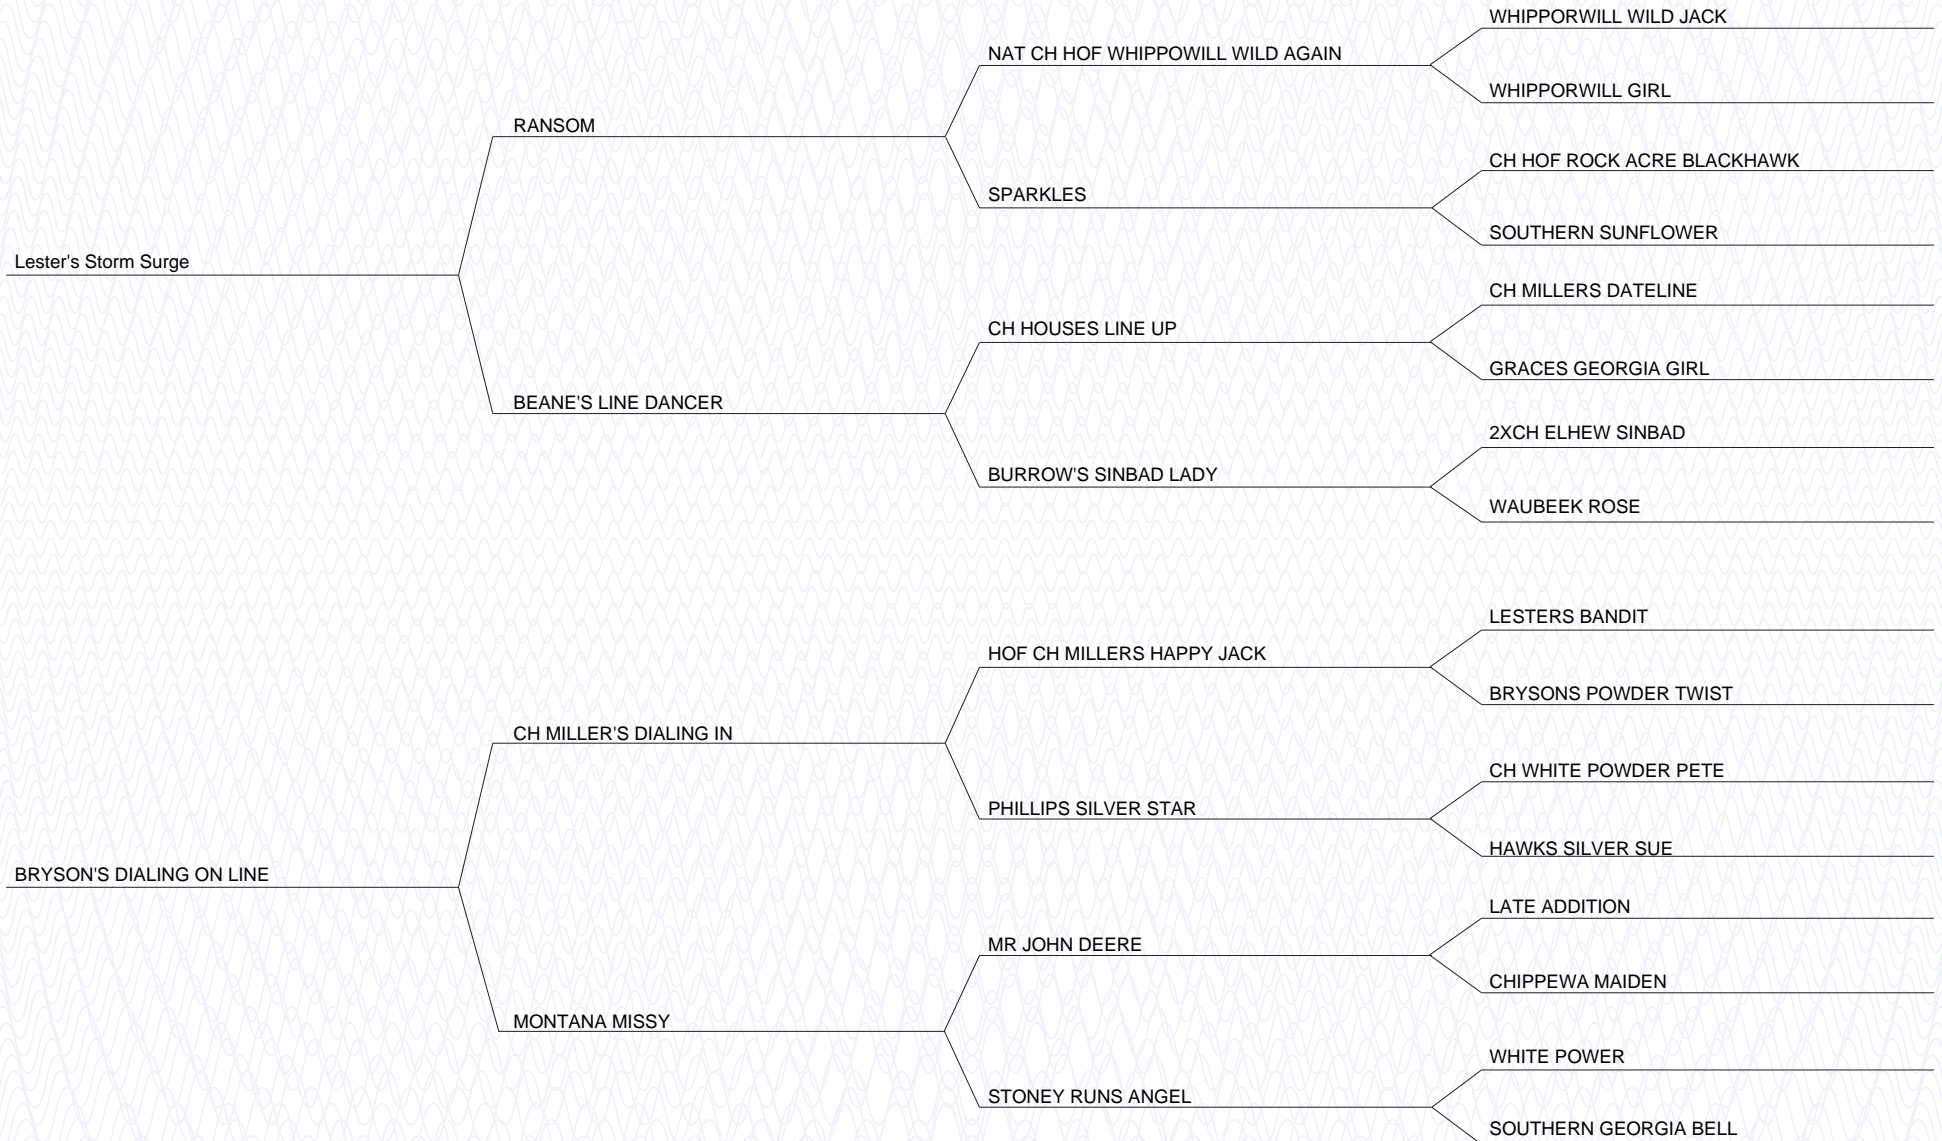 WHIPPORWILL WILD JACK
NAT CH HOF WHIPPOWILL WILD AGAIN
WHIPPORWILL GIRL
RANSOM
CH HOF ROCK ACRE BLACKHAWK
SPARKLES
SOUTHERN SUNFLOWER
Lester's Storm Surge
CH MILLERS DATELINE
CH HOUSES LINE UP
GRACES GEORGIA GIRL
BEANE'S LINE DANCER
2XCH ELHEW SINBAD
BURROW'S SINBAD LADY
WAUBEEK ROSE
LESTERS BANDIT
HOF CH MILLERS HAPPY JACK
BRYSONS POWDER TWIST
CH MILLER'S DIALING IN
CH WHITE POWDER PETE
PHILLIPS SILVER STAR
HAWKS SILVER SUE
BRYSON'S DIALING ON LINE
LATE ADDITION
MR JOHN DEERE
CHIPPEWA MAIDEN
MONTANA MISSY
WHITE POWER
STONEY RUNS ANGEL
SOUTHERN GEORGIA BELL